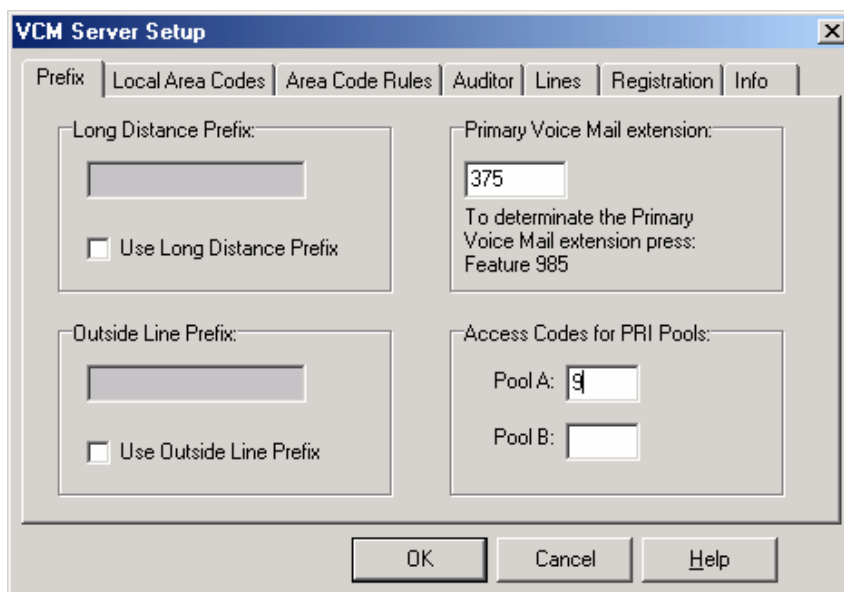 VCM Server Setup
Prefix Local Area Codes Area Code Rules Auditor Lines Registration Info
Long Distance Prefix:
Use Long Distance Prefix
Primary Voice Mail extension:
375
To determinate the Primary
Voice Mail extension press:
Feature 985
Outside Line Prefix:
Use Outside Line Prefix
Access Codes for PRI Pools:
Pool A: 9
Pool B:
OK Cancel Help